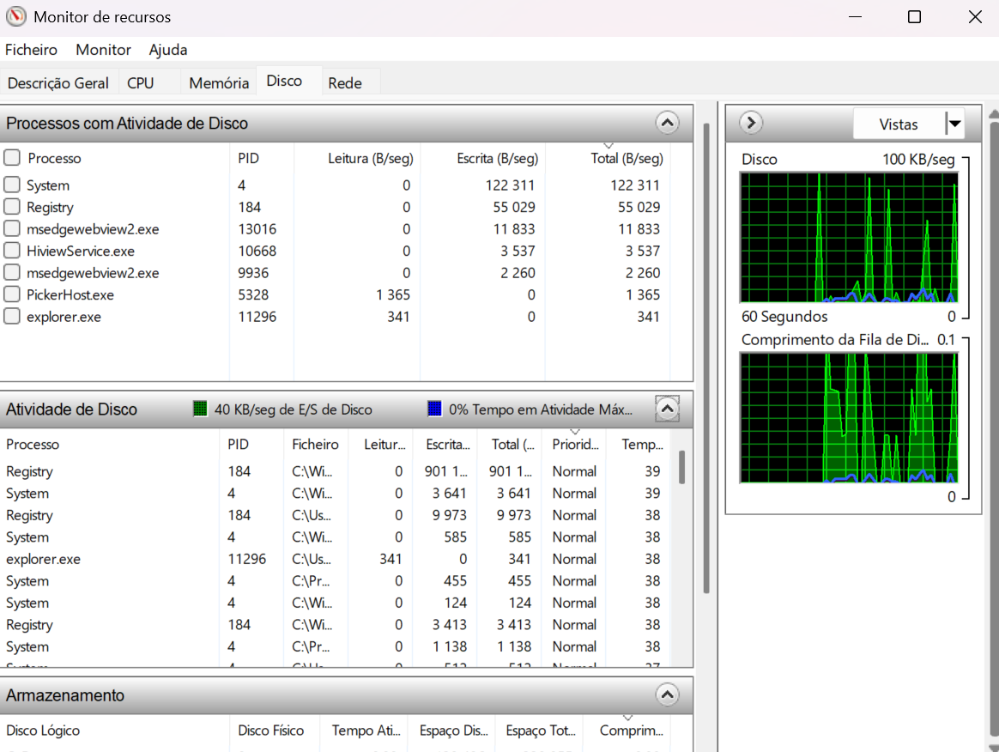 Monitor de recursos
Ficheiro Monitor Ajuda
Descrição Geral CPU Memória Disco Rede
Processos com Atividade de Disco
Processo PID Leitura (B/seg) Escrita (B/seg) Total (B/seg)
System 4 0 122 311 122 311
Registry 184 0 55 029 55 029
msedgewebview2.exe 13016 0 11 833 11 833
HiviewService.exe 10668 0 3 537 3 537
msedgewebview2.exe 9936 0 2 260 2 260
PickerHost.exe 5328 1 365 0 1 365
explorer.exe 11296 341 0 341
Atividade de Disco 40 KB/seg de E/S de Disco 0% Tempo em Atividade Máx...
Processo PID Ficheiro Leitur... Escrita... Total (... Priorid... Temp...
Registry 184 C:\Wi... 0 901 1... 901 1... Normal 39
System 4 C:\Wi... 0 3 641 3 641 Normal 39
Registry 184 C:\Us... 0 9 973 9 973 Normal 38
System 4 C:\Wi... 0 585 585 Normal 38
explorer.exe 11296 C:\Us... 341 0 341 Normal 38
System 4 C:\Pr... 0 455 455 Normal 38
System 4 C:\Wi... 0 124 124 Normal 38
Registry 184 C:\Wi... 0 3 413 3 413 Normal 38
System 4 C:\Pr... 0 1 138 1 138 Normal 38
Armazenamento
Disco Lógico Disco Físico Tempo Ati... Espaço Dis... Espaço Tot... Comprim...
Vistas
Disco 100 KB/seg
60 Segundos 0
Comprimento da Fila de Di... 0.1
0